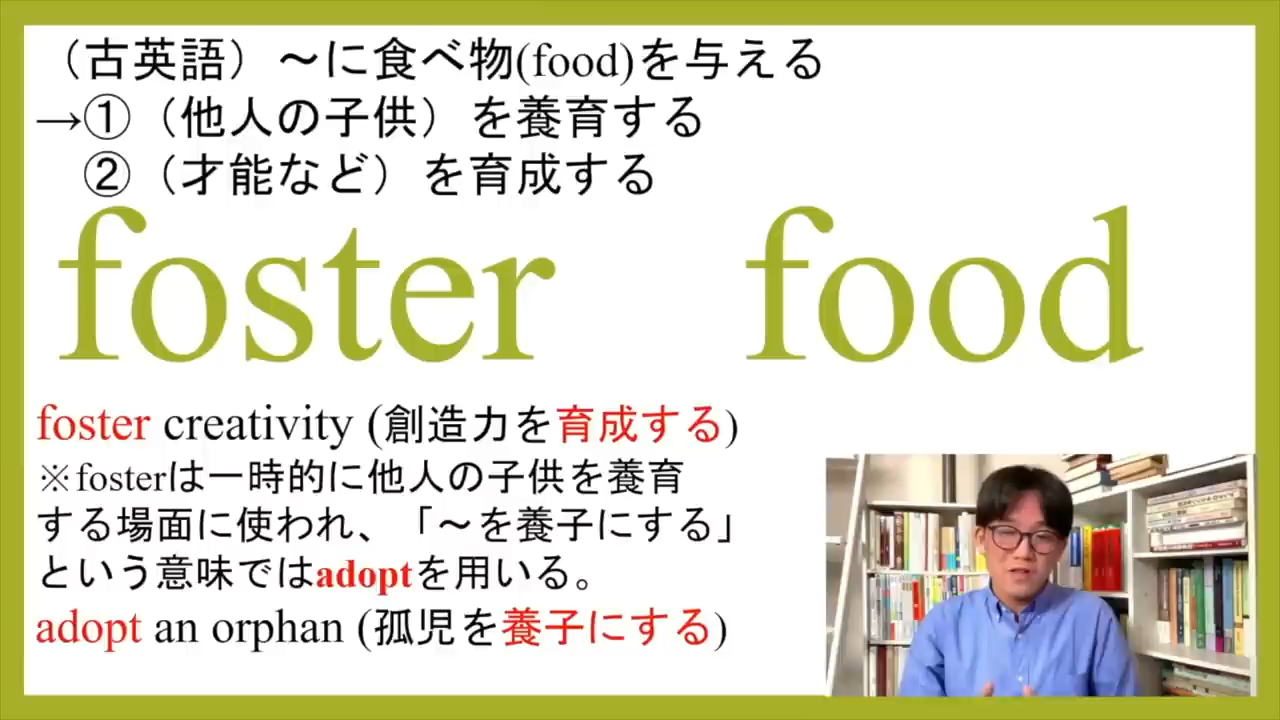 （古英語）～に食べ物(food)を与える
→①（他人の子供）を養育する
②（才能など）を育成する
foster food
foster creativity (創造力を育成する)
※fosterは一時的に他人の子供を養育
する場面に使われ、「～を養子にする」
という意味ではadoptを用いる。
adopt an orphan (孤児を養子にする)